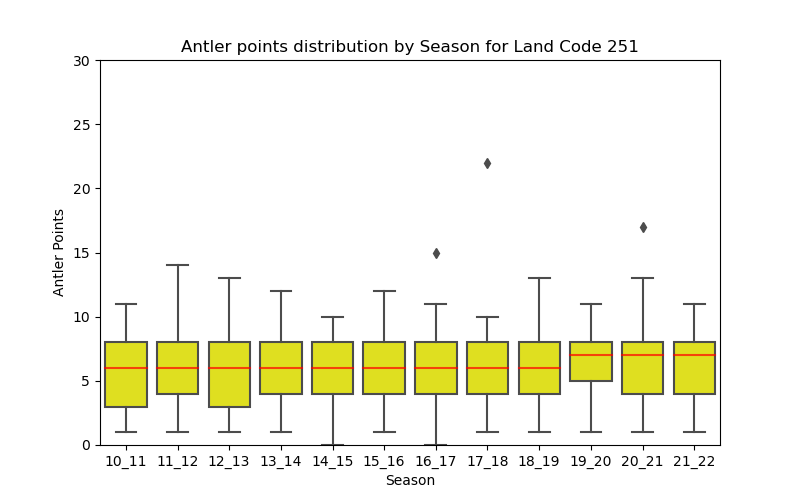 Antler points distribution by Season for Land Code 251
30
25
20
15
10
5
0
Antler Points
10_11 11_12 12_13 13_14 14_15 15_16 16_17 17_18 18_19 19_20 20_21 21_22
Season